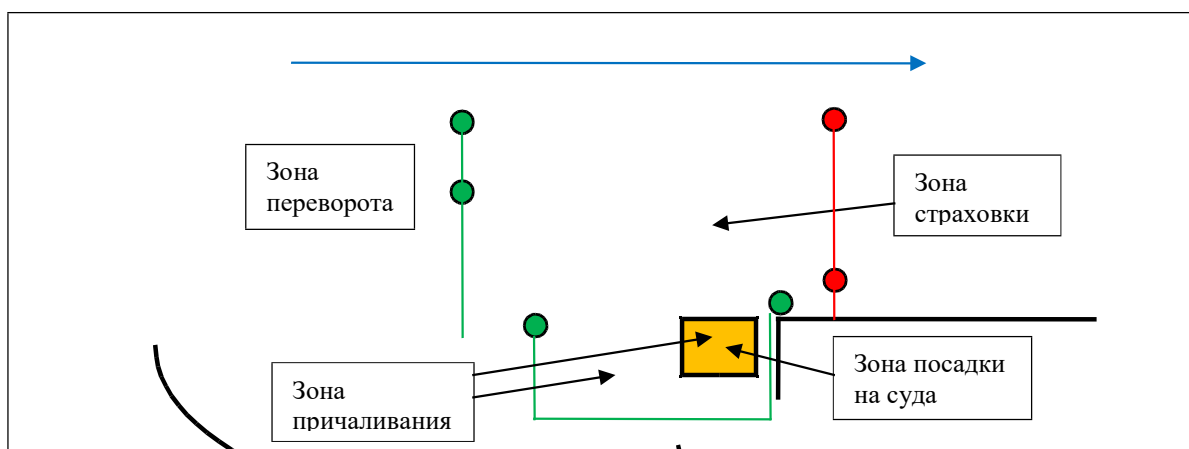 Зона
переворота
Зона
страховки
Зона
причаливания
Зона посадки
на суда